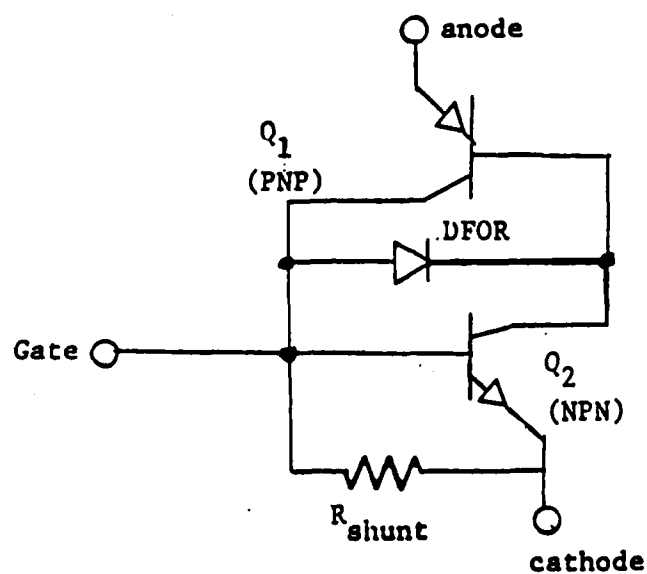 anode
Q1
(PNP)
.DFOR
Gate
Q2
(NPN)
Rshunt
cathode